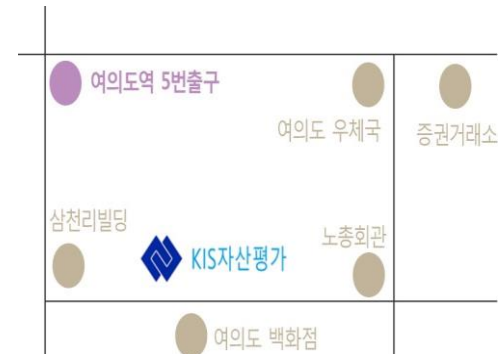 여의도역 5번출구
여의도 우체국
증권거래소
삼천리빌딩
노총회관
KIS자산평가
여의도 백화점